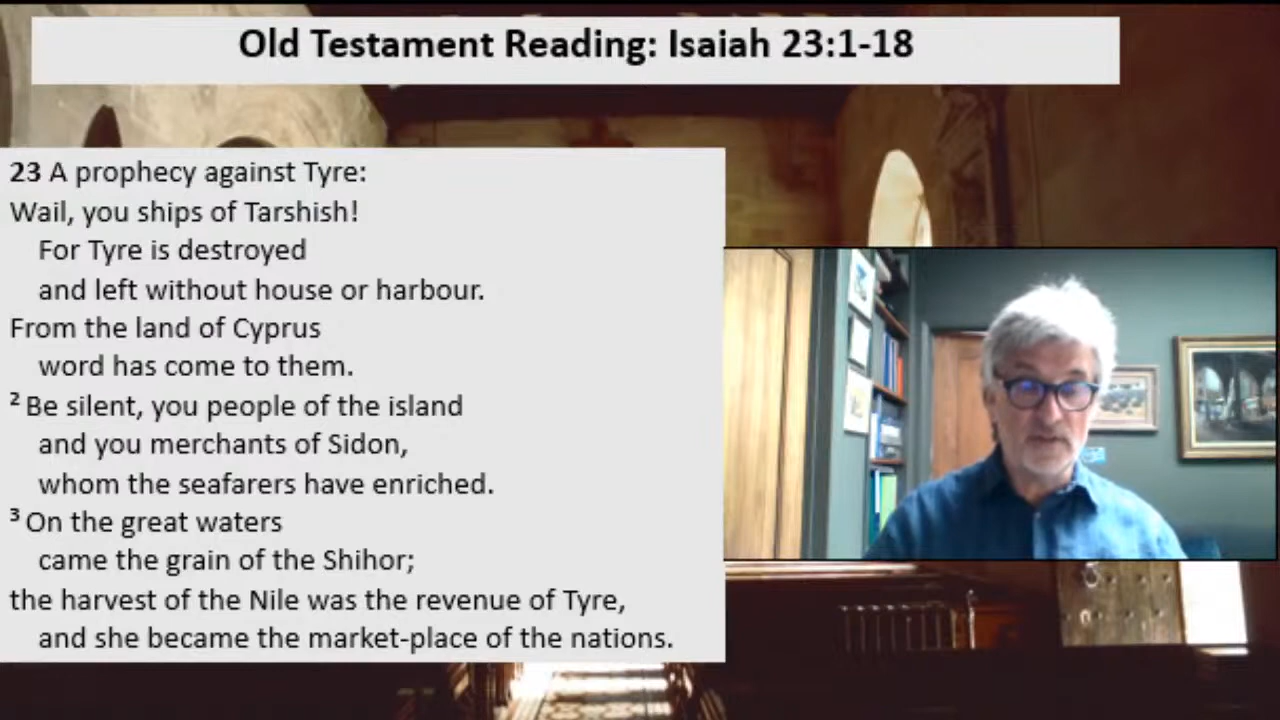 Old Testament Reading: Isaiah 23:1-18
23 A prophecy against Tyre:
Wail, you ships of Tarshish!
For Tyre is destroyed
and left without house or harbour.
From the land of Cyprus
word has come to them.
² Be silent, you people of the island
and you merchants of Sidon,
whom the seafarers have enriched.
³ On the great waters
came the grain of the Shihor;
the harvest of the Nile was the revenue of Tyre,
and she became the market-place of the nations.